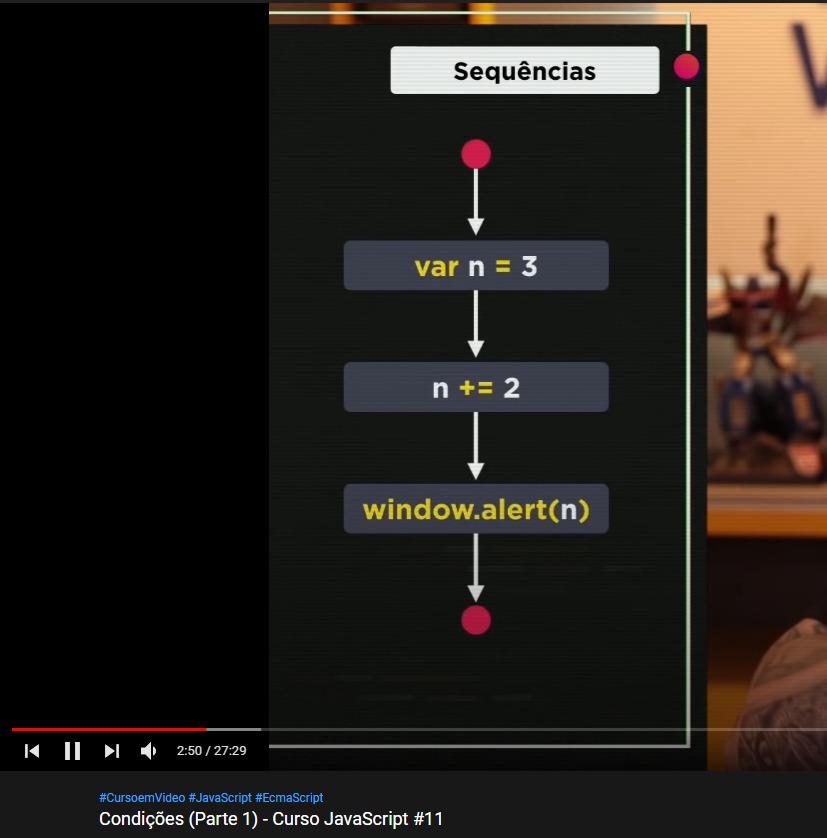 Sequências
var n = 3
n += 2
window.alert(n)
2:50 / 27:29
#CursoemVideo #JavaScript #EcmaScript
Condições (Parte 1) - Curso JavaScript #11